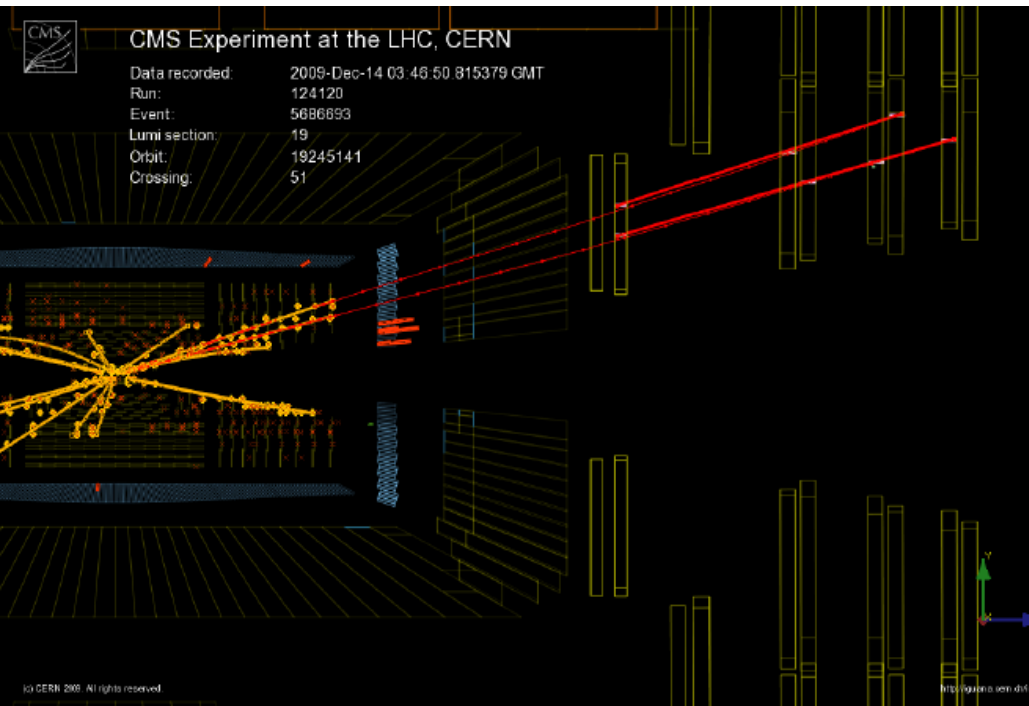 CMS
CMS Experiment at the LHC, CERN
Data recorded: 2009-Dec-14 03:46:50.815379 GMT
Run: 124120
Event: 5686693
Lumi section: 19
Orbit: 19245141
Crossing: 51
Y
(c) CERN 2009. All rights reserved.